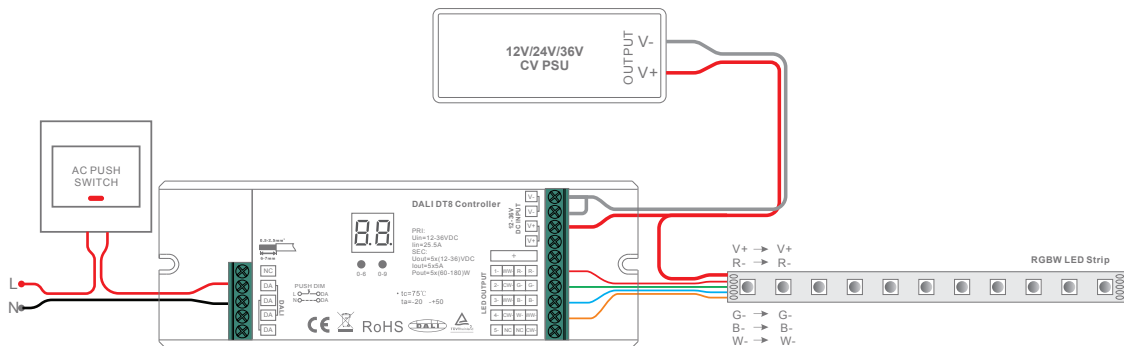 12V/24V/36V
CV PSU
OUTPUT
V-
V+
AC PUSH
SWITCH
L
N
DALI DT8 Controller
PRI:
Uin=12-36VDC
Iin=25.5A
SEC:
Uout=5x(12-36)VDC
Iout=5x5A
Pout=5x(60-180)W
• tc=75℃
ta=-20 -+50
0-6 0-9
PUSH DIM
L DA
N DA
NC
DA
DA
DA
DA
DALI
12-36V
DC INPUT
V-
V-
V+
V+
+
LED OUTPUT
1- WW- R- R-
2- CW- G- G-
3- WW- B- B-
4- CW- W- WW-
5- NC NC CW-
CE
RoHS
DALI
V+ → V+
R- → R-
G- → G-
B- → B-
W- → W-
RGBW LED Strip